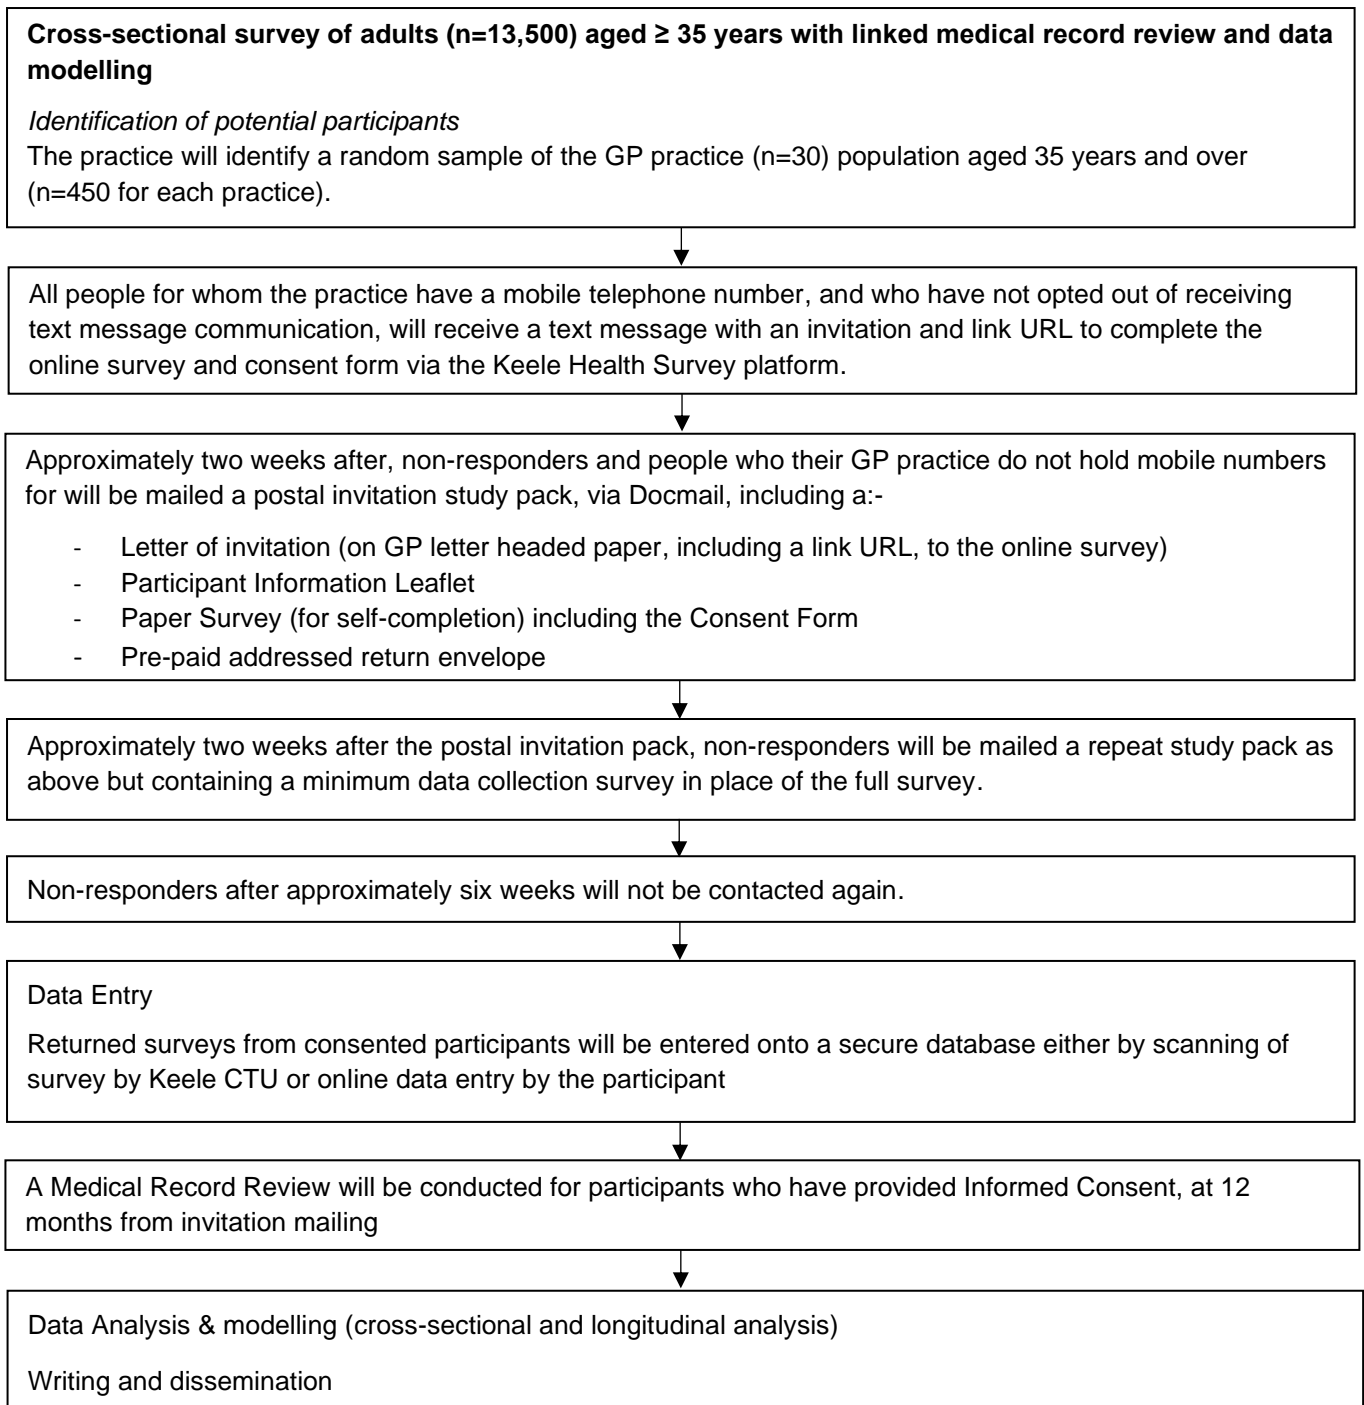 Cross-sectional survey of adults (n=13,500) aged ≥ 35 years with linked medical record review and data
modelling
Identification of potential participants
The practice will identify a random sample of the GP practice (n=30) population aged 35 years and over
(n=450 for each practice).
All people for whom the practice have a mobile telephone number, and who have not opted out of receiving
text message communication, will receive a text message with an invitation and link URL to complete the
online survey and consent form via the Keele Health Survey platform.
Approximately two weeks after, non-responders and people who their GP practice do not hold mobile numbers
for will be mailed a postal invitation study pack, via Docmail, including a:-
- Letter of invitation (on GP letter headed paper, including a link URL, to the online survey)
- Participant Information Leaflet
- Paper Survey (for self-completion) including the Consent Form
- Pre-paid addressed return envelope
Approximately two weeks after the postal invitation pack, non-responders will be mailed a repeat study pack as
above but containing a minimum data collection survey in place of the full survey.
Non-responders after approximately six weeks will not be contacted again.
Data Entry
Returned surveys from consented participants will be entered onto a secure database either by scanning of
survey by Keele CTU or online data entry by the participant
A Medical Record Review will be conducted for participants who have provided Informed Consent, at 12
months from invitation mailing
Data Analysis & modelling (cross-sectional and longitudinal analysis)
Writing and dissemination